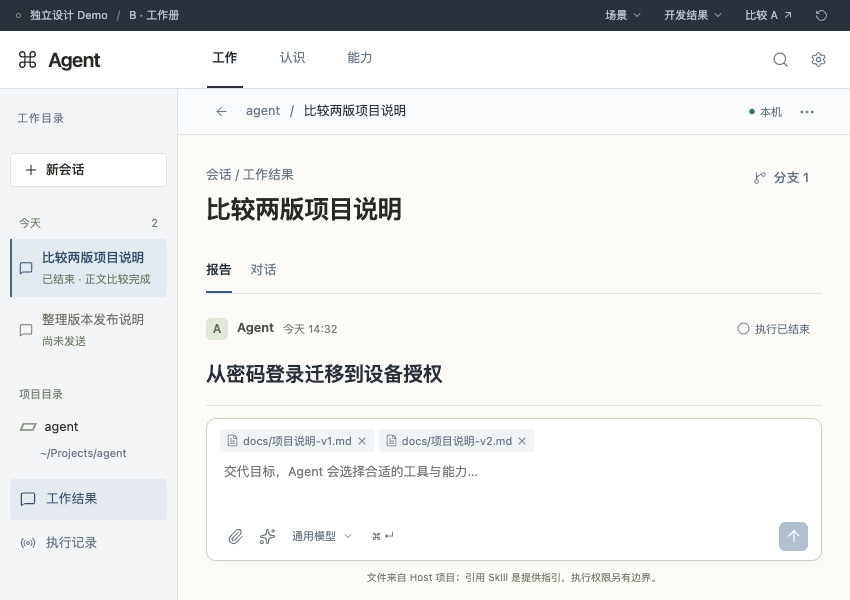 独立设计 Demo / B · 工作册
场景 开发结果 比较 A ↗
Agent
工作 认识 能力
工作目录
agent / 比较两版项目说明
本机
+ 新会话
今天 2
比较两版项目说明
已结束 · 正文比较完成
整理版本发布说明
尚未发送
项目目录
agent
~/Projects/agent
工作结果
执行记录
会话 / 工作结果
分支 1
比较两版项目说明
报告 对话
A Agent 今天 14:32
执行已结束
从密码登录迁移到设备授权
docs/项目说明-v1.md × docs/项目说明-v2.md ×
交代目标，Agent 会选择合适的工具与能力...
通用模型 ⌘ ↵
文件来自 Host 项目；引用 Skill 是提供指引，执行权限另有边界。